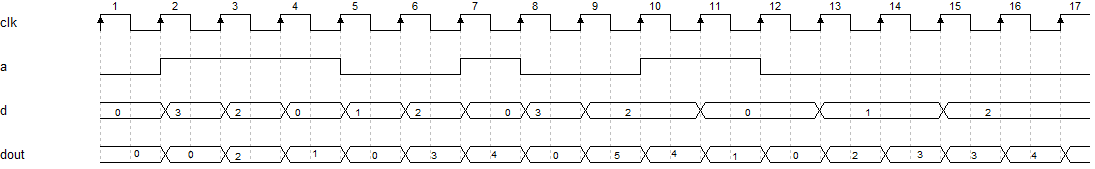 1 2 3 4 5 6 7 8 9 10 11 12 13 14 15 16 17
clk
a
d 0 3 2 0 1 2 0 3 2 0 1 2
dout 0 0 2 1 0 3 4 0 5 4 1 0 2 3 3 4